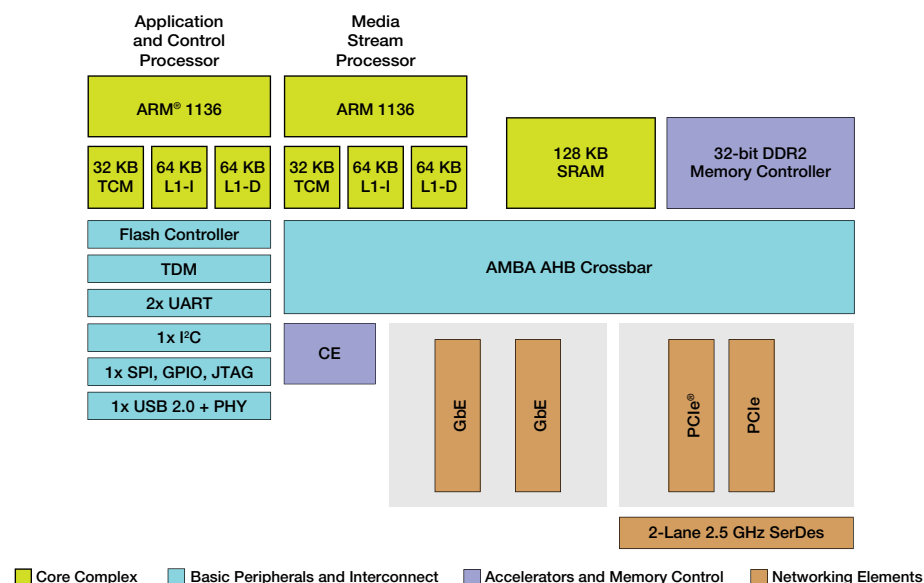 Application
and Control
Processor
Media
Stream
Processor
ARM® 1136
ARM 1136
32 KB
TCM
64 KB
L1-I
64 KB
L1-D
32 KB
TCM
64 KB
L1-I
64 KB
L1-D
128 KB
SRAM
32-bit DDR2
Memory Controller
Flash Controller
TDM
2x UART
1x I²C
1x SPI, GPIO, JTAG
1x USB 2.0 + PHY
AMBA AHB Crossbar
CE
GbE
GbE
PCIe®
PCIe
2-Lane 2.5 GHz SerDes
Core Complex
Basic Peripherals and Interconnect
Accelerators and Memory Control
Networking Elements